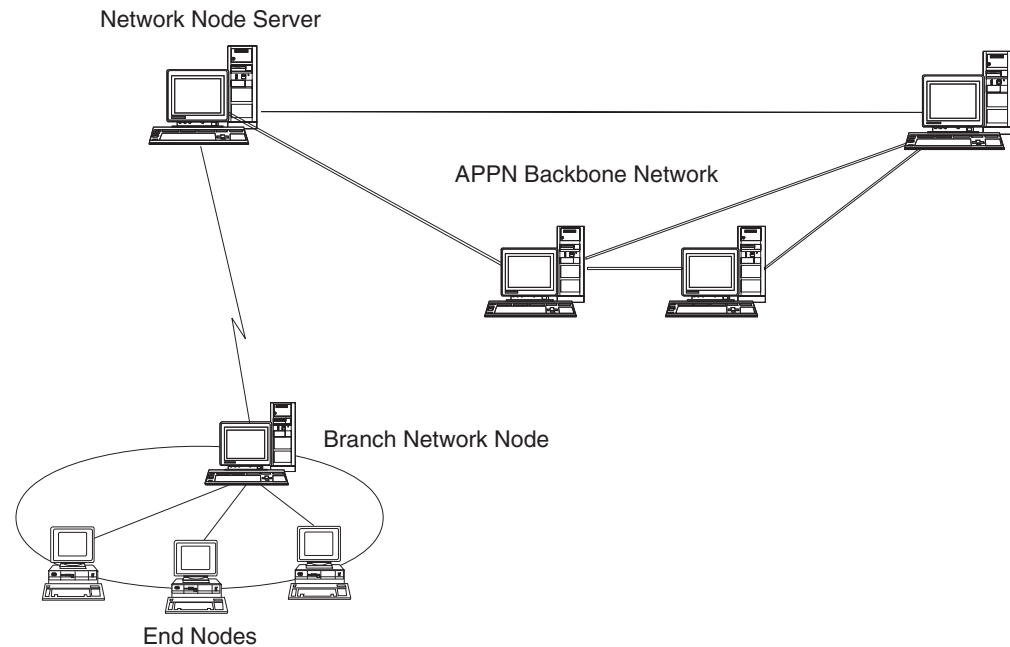 Network Node Server
APPN Backbone Network
Branch Network Node
End Nodes